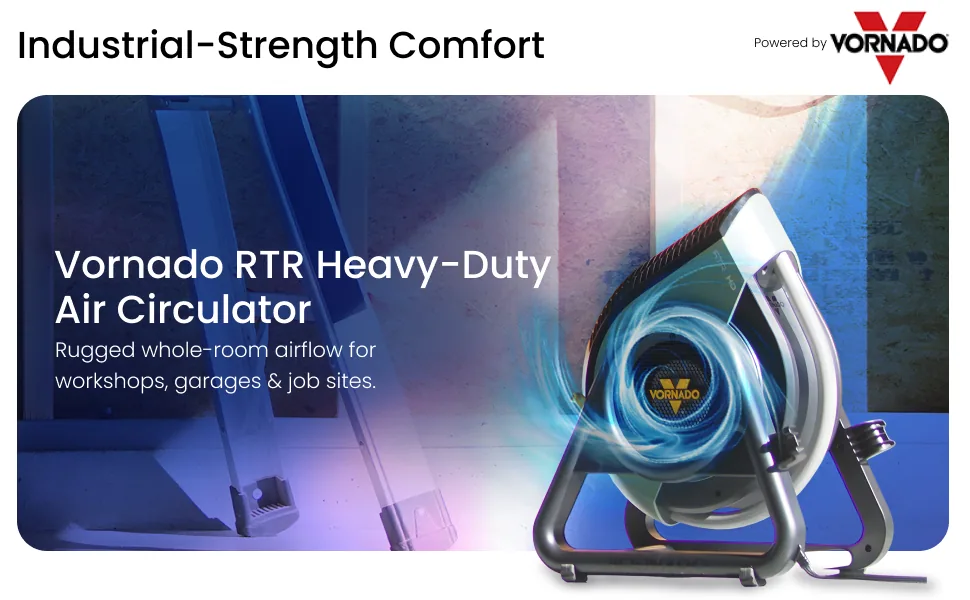 Industrial-Strength Comfort
Powered by VORNADO
Vornado RTR Heavy-Duty
Air Circulator
Rugged whole-room airflow for
workshops, garages & job sites.
VORNADO